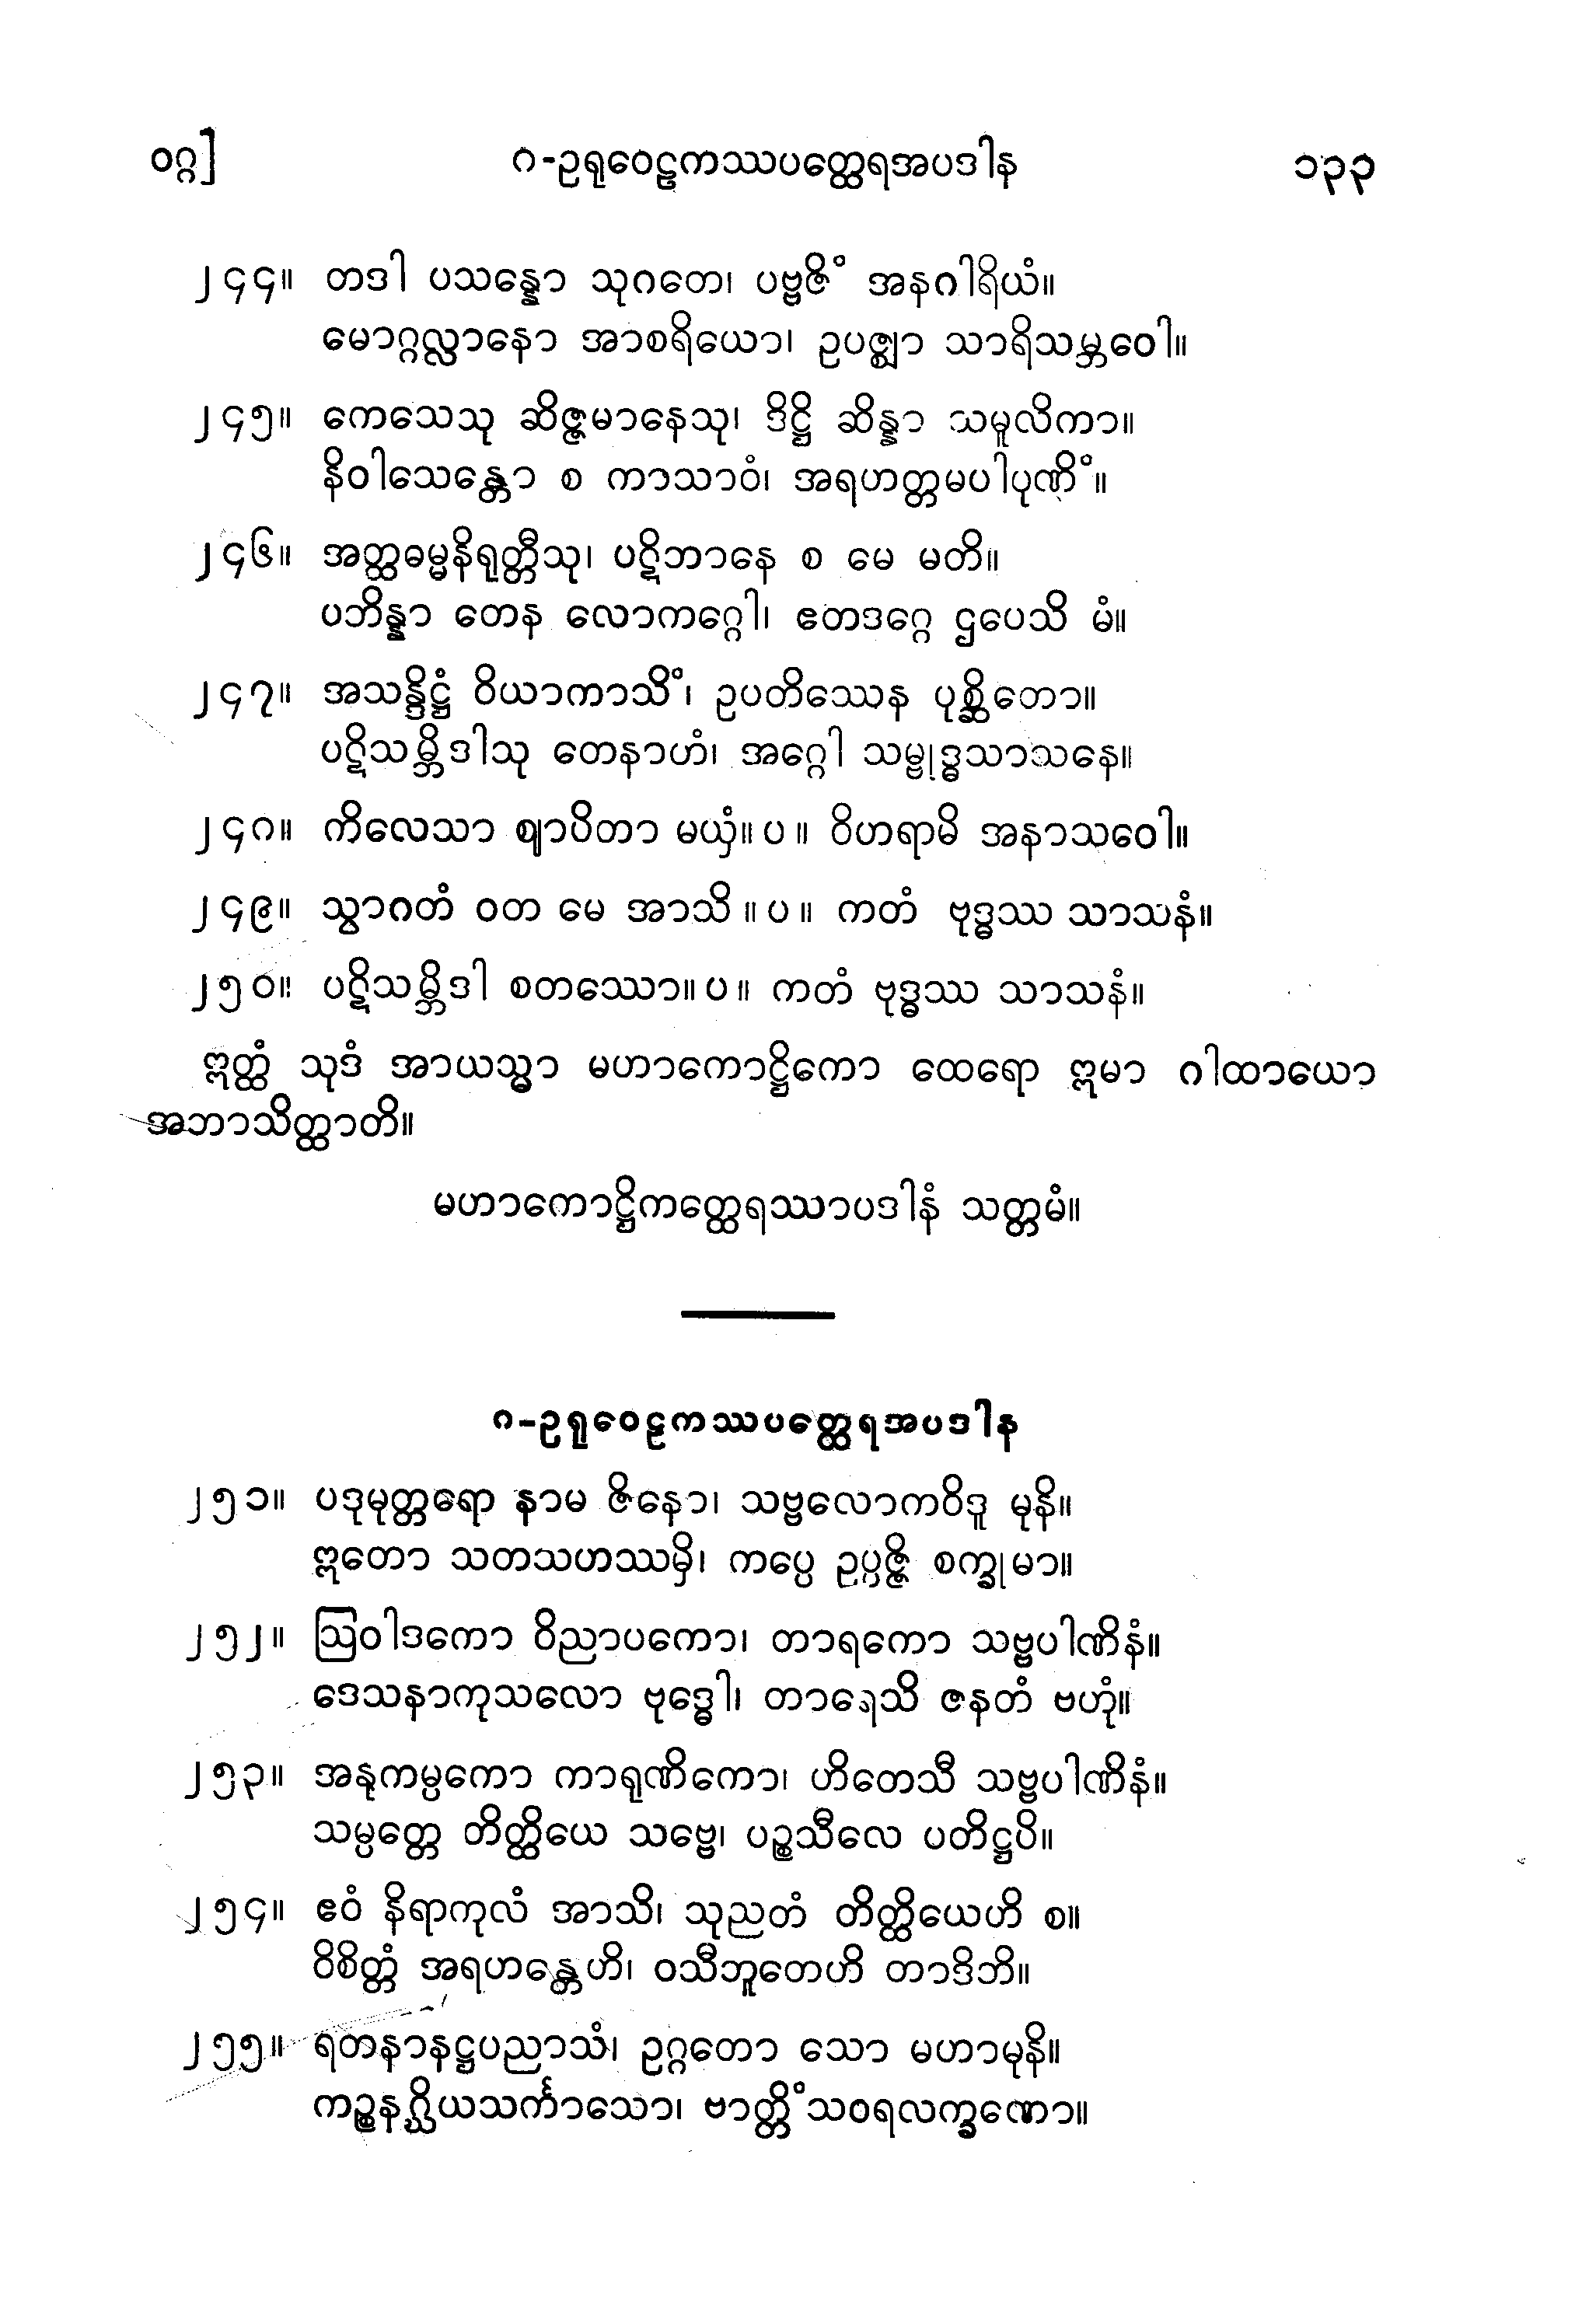 ဝဂ္ဂ]
ဂ-ဥရုဝေဠကဿပတ္ထေရအပဒါန
၁၃၃
၂၄၄။ တဒါ ပသန္နော သုဂတေ၊ ပဗ္ဗဇိံ အနဂါရိယံ။
မောဂ္ဂလ္လာနော အာစရိယော၊ ဥပဇ္ဈာ သာရိသမ္ဘဝေါ။
၂၄၅။ ကေသေသု ဆိဇ္ဇမာနေသု၊ ဒိဋ္ဌိ ဆိန္နာ သမူလိကာ။
နိဝါသေန္တော စ ကာသာဝံ၊ အရဟတ္တမပါပုဏိံ။
၂၄၆။ အတ္ထဓမ္မနိရုတ္တီသု၊ ပဋိဘာနေ စ မေ မတိ။
ပဘိန္နာ တေန လောကဂ္ဂေါ၊ ဧတဒဂ္ဂေ ဌပေသိ မံ။
၂၄၇။ အသန္ဒိဋ္ဌံ ဝိယာကာသိံ၊ ဥပတိဿေန ပုစ္ဆိတော။
ပဋိသမ္ဘိဒါသု တေနာဟံ၊ အဂ္ဂေါ သမ္ဗုဒ္ဓသာသနေ။
၂၄၈။ ကိလေသာ ဈာပိတာ မယှံ။ပ။ ဝိဟရာမိ အနာသဝေါ။
၂၄၉။ သွာဂတံ ဝတ မေ အာသိ။ပ။ ကတံ ဗုဒ္ဓဿ သာသနံ။
၂၅၀။ ပဋိသမ္ဘိဒါ စတဿော။ပ။ ကတံ ဗုဒ္ဓဿ သာသနံ။
ဣတ္ထံ သုဒံ အာယသ္မာ မဟာကောဋ္ဌိကော ထေရော ဣမာ ဂါထာယော
အဘာသိတ္ထာတိ။
မဟာကောဋ္ဌိကတ္ထေရဿာပဒါနံ သတ္တမံ။
ဂ-ဥရုဝေဠကဿပတ္ထေရအပဒါန
၂၅၁။ ပဒုမုတ္တရော နာမ ဇိနော၊ သဗ္ဗလောကဝိဒူ မုနိ။
ဣတော သတသဟဿမှိ၊ ကပ္ပေ ဥပ္ပဇ္ဇိ စက္ခုမာ။
၂၅၂။ ဩဝါဒကော ဝိညာပကော၊ တာရကော သဗ္ဗပါဏိနံ။
ဒေသနာကုသလော ဗုဒ္ဓေါ၊ တာရေသိ ဇနတံ ဗဟုံ။
၂၅၃။ အနုကမ္ပကော ကာရုဏိကော၊ ဟိတေသီ သဗ္ဗပါဏိနံ။
သမ္ပတ္တေ တိတ္ထိယေ သဗ္ဗေ၊ ပဉ္စသီလေ ပတိဋ္ဌပိ။
၂၅၄။ ဧဝံ နိရာကုလံ အာသိ၊ သုညတံ တိတ္ထိယေဟိ စ။
ဝိစိတ္တံ အရဟန္တေဟိ၊ ဝသီဘူတေဟိ တာဒိဘိ။
၂၅၅။ ရတနာနဋ္ဌပညာသံ၊ ဥဂ္ဂတော သော မဟာမုနိ။
ကဉ္စနဂ္ဃိယသင်္ကာသော၊ ဗာတ္တိံသဝရလက္ခဏော။